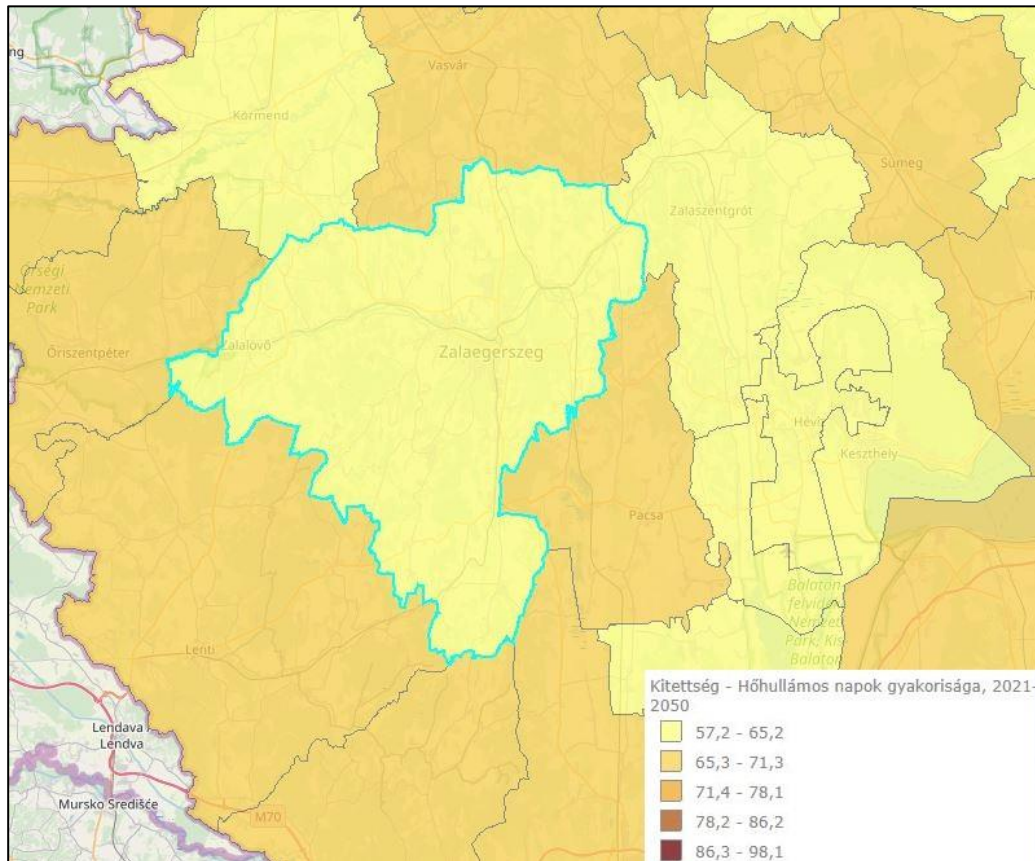 ng
Vasvár
Körmend
Sümeg
Zalaszentgrót
Őrségi
Nemzeti
Park
Őriszentpéter
Zalalövő
Zalaegerszeg
Hévíz
Keszthely
Pacsa
Balaton-
felvidéki
Nemzeti
Park, Kis-
Balaton
Lenti
Lendava
Lendva
Mursko Središće
M70
Kitettség - Hőhullámos napok gyakorisága, 2021-
2050
57,2 - 65,2
65,3 - 71,3
71,4 - 78,1
78,2 - 86,2
86,3 - 98,1